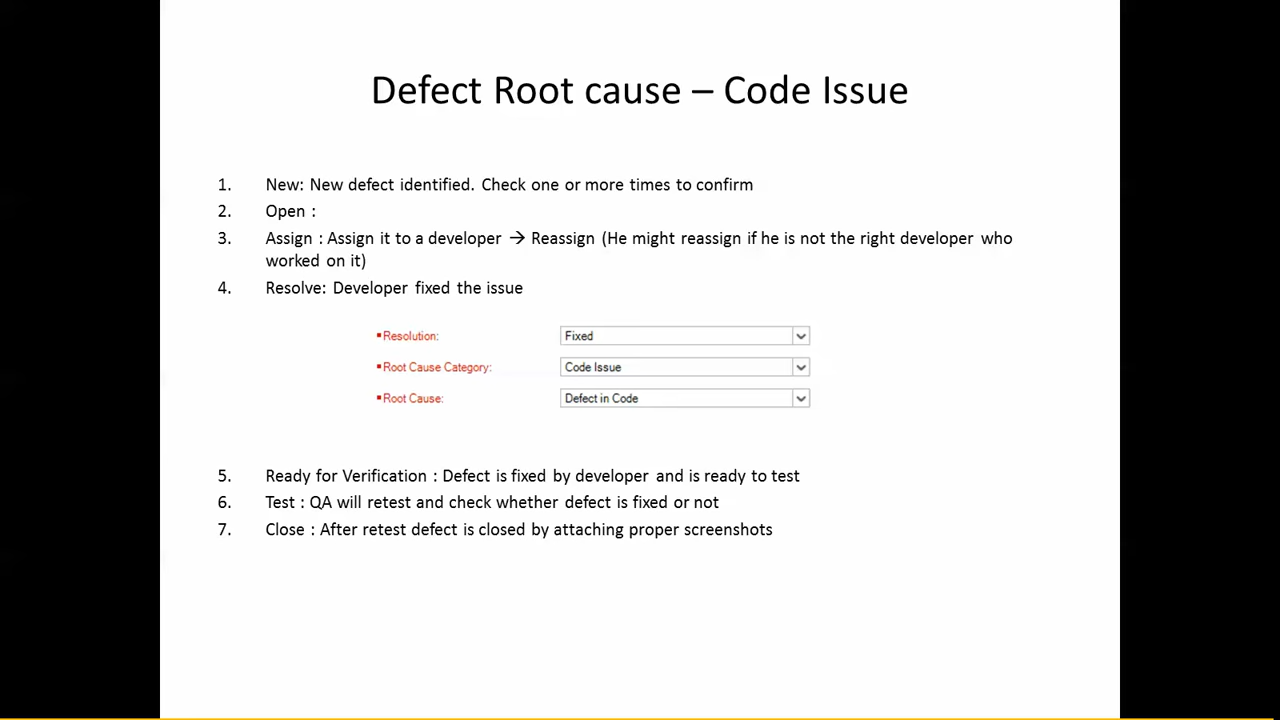 Defect Root cause – Code Issue
1. New: New defect identified. Check one or more times to confirm
2. Open :
3. Assign : Assign it to a developer → Reassign (He might reassign if he is not the right developer who
worked on it)
4. Resolve: Developer fixed the issue
▪Resolution: Fixed
▪Root Cause Category: Code Issue
▪Root Cause: Defect in Code
5. Ready for Verification : Defect is fixed by developer and is ready to test
6. Test : QA will retest and check whether defect is fixed or not
7. Close : After retest defect is closed by attaching proper screenshots